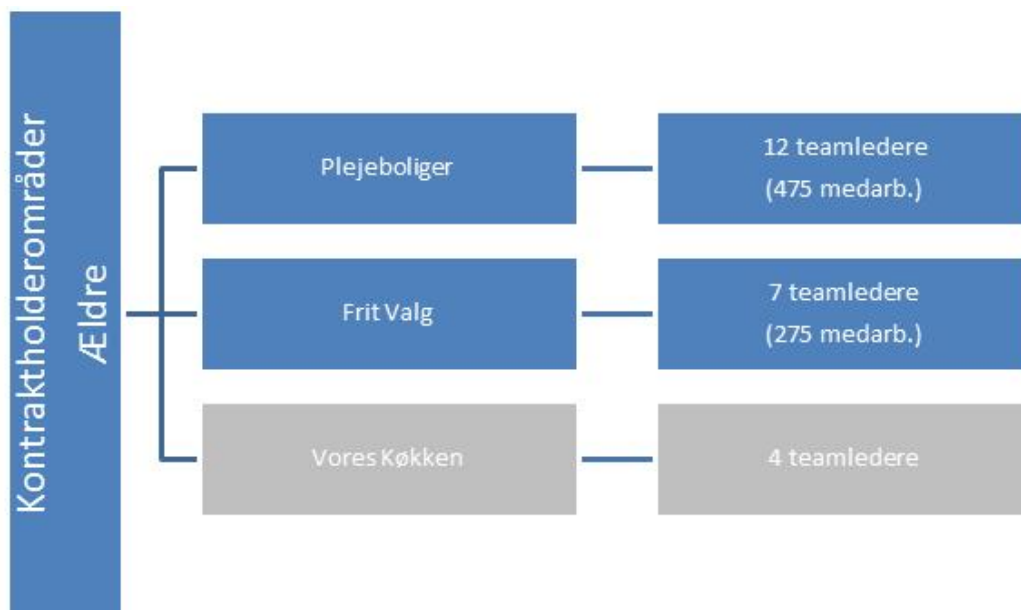 Kontraktholderområder
Ældre
Plejeboliger
12 teamledere
(475 medarb.)
Frit Valg
7 teamledere
(275 medarb.)
Vores Køkken
4 teamledere